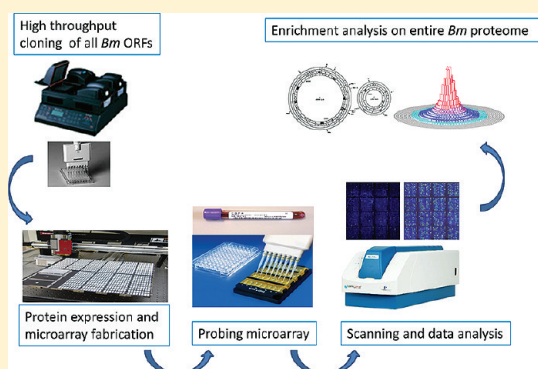 High throughput
cloning of all Bm ORFs
Enrichment analysis on entire Bm proteome
Protein expression and
microarray fabrication
Probing microarray
Scanning and data analysis